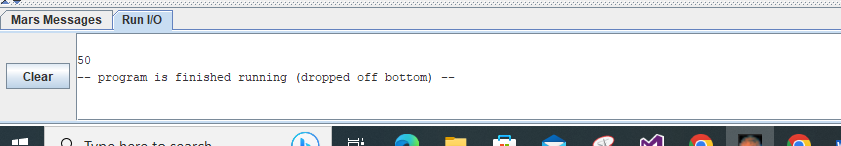 Mars Messages Run I/O
50
Clear
-- program is finished running (dropped off bottom) --
Type here to search